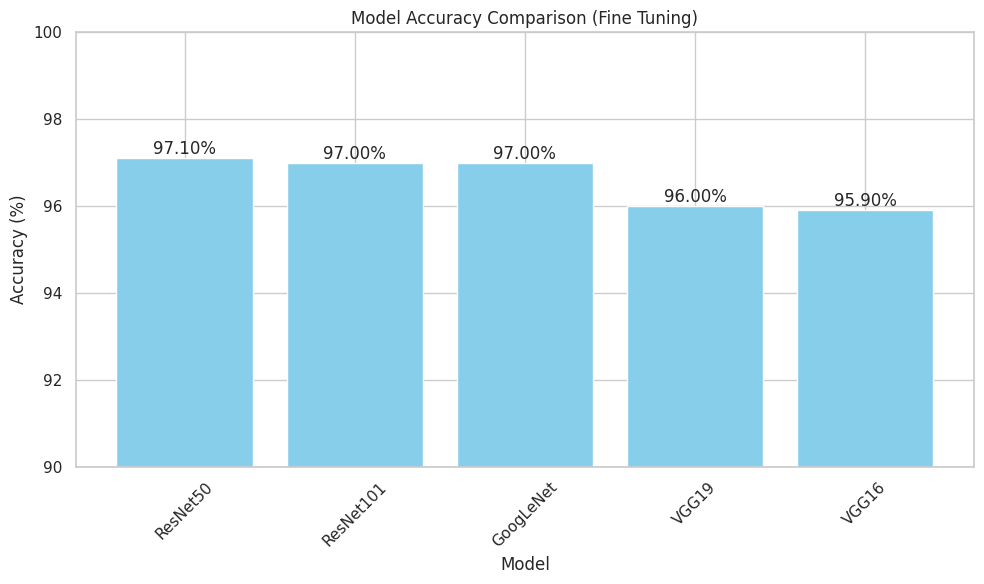 Model Accuracy Comparison (Fine Tuning)
Accuracy (%)
100
98
96
94
92
90
97.10%
97.00%
97.00%
96.00%
95.90%
ResNet50
ResNet101
GoogLeNet
VGG19
VGG16
Model